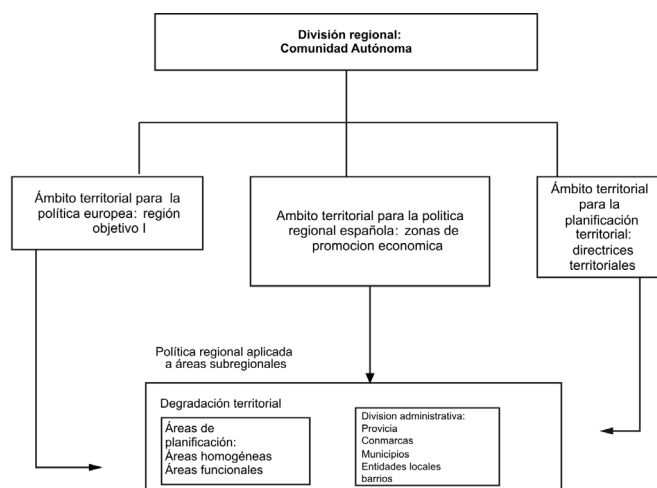 División regional:
Comunidad Autónoma
Ámbito territorial para la
política europea: región
objetivo I
Ambito territorial para la politica
regional española: zonas de
promocion economica
Ámbito territorial
para la
planificación
territorial:
directrices
territoriales
Política regional aplicada
a áreas subregionales
Degradación territorial
Áreas de
planificación:
Áreas homogéneas
Áreas funcionales
Division administrativa:
Provicia
Conmarcas
Municipios
Entidades locales
barrios